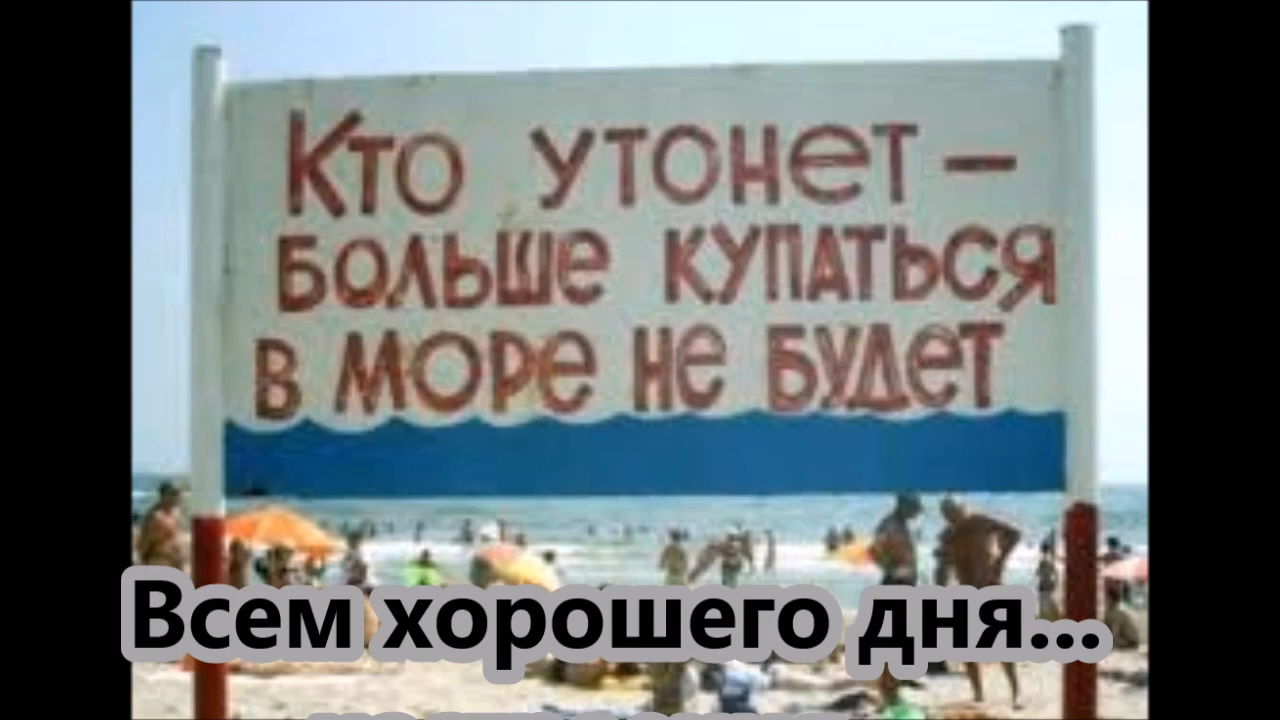 Кто утонет –
больше купаться
в море не будет
Всем хорошего дня...